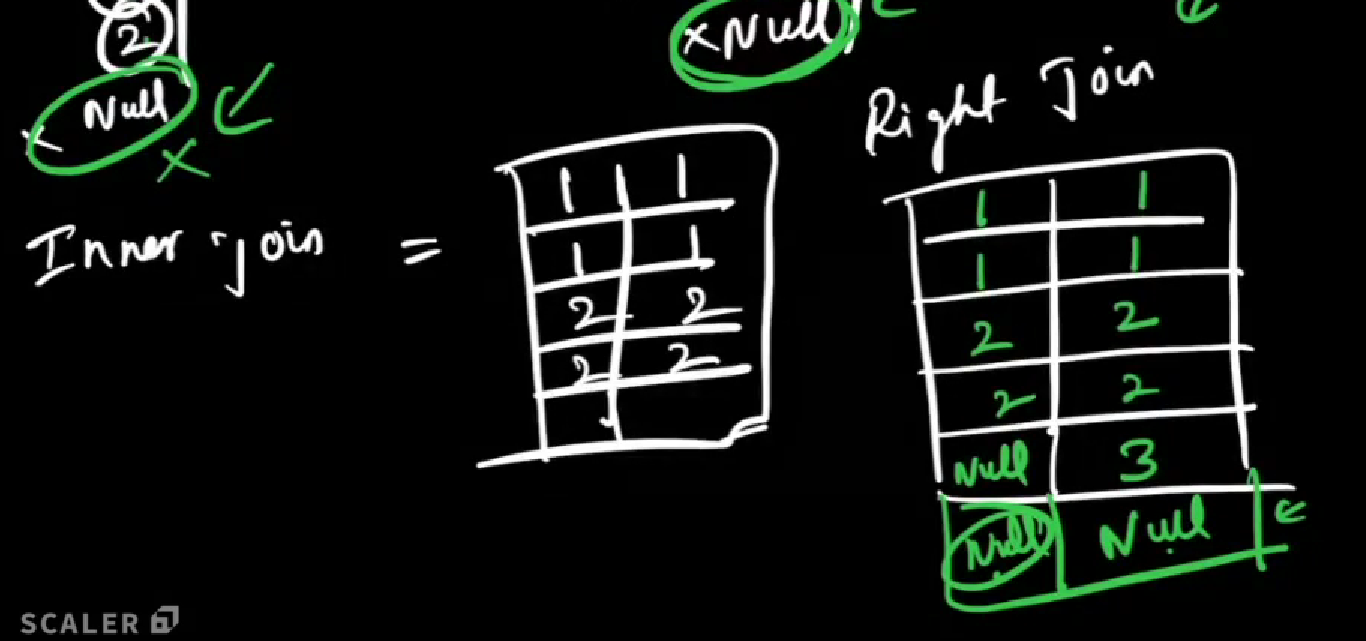 2
Null
x
x
xNull
Right Join
Inner join =
1 1
1 1
2 2
2 2
1 1
1 1
2 2
2 2
Null 3
Null Null
SCALER